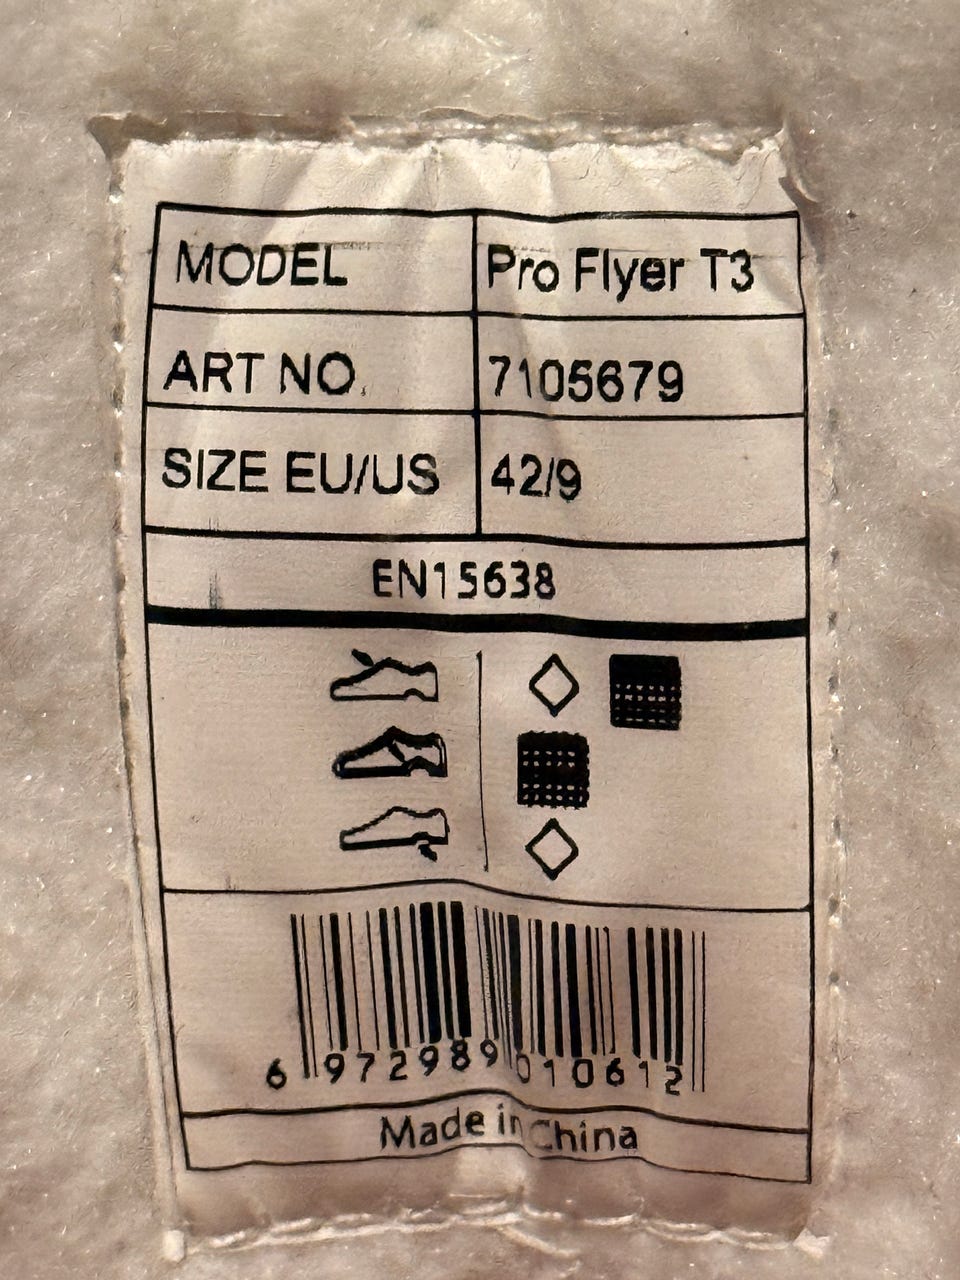 MODEL Pro Flyer T3
ART NO. 7105679
SIZE EU/US 42/9
EN15638
6 972989 010612
Made in China